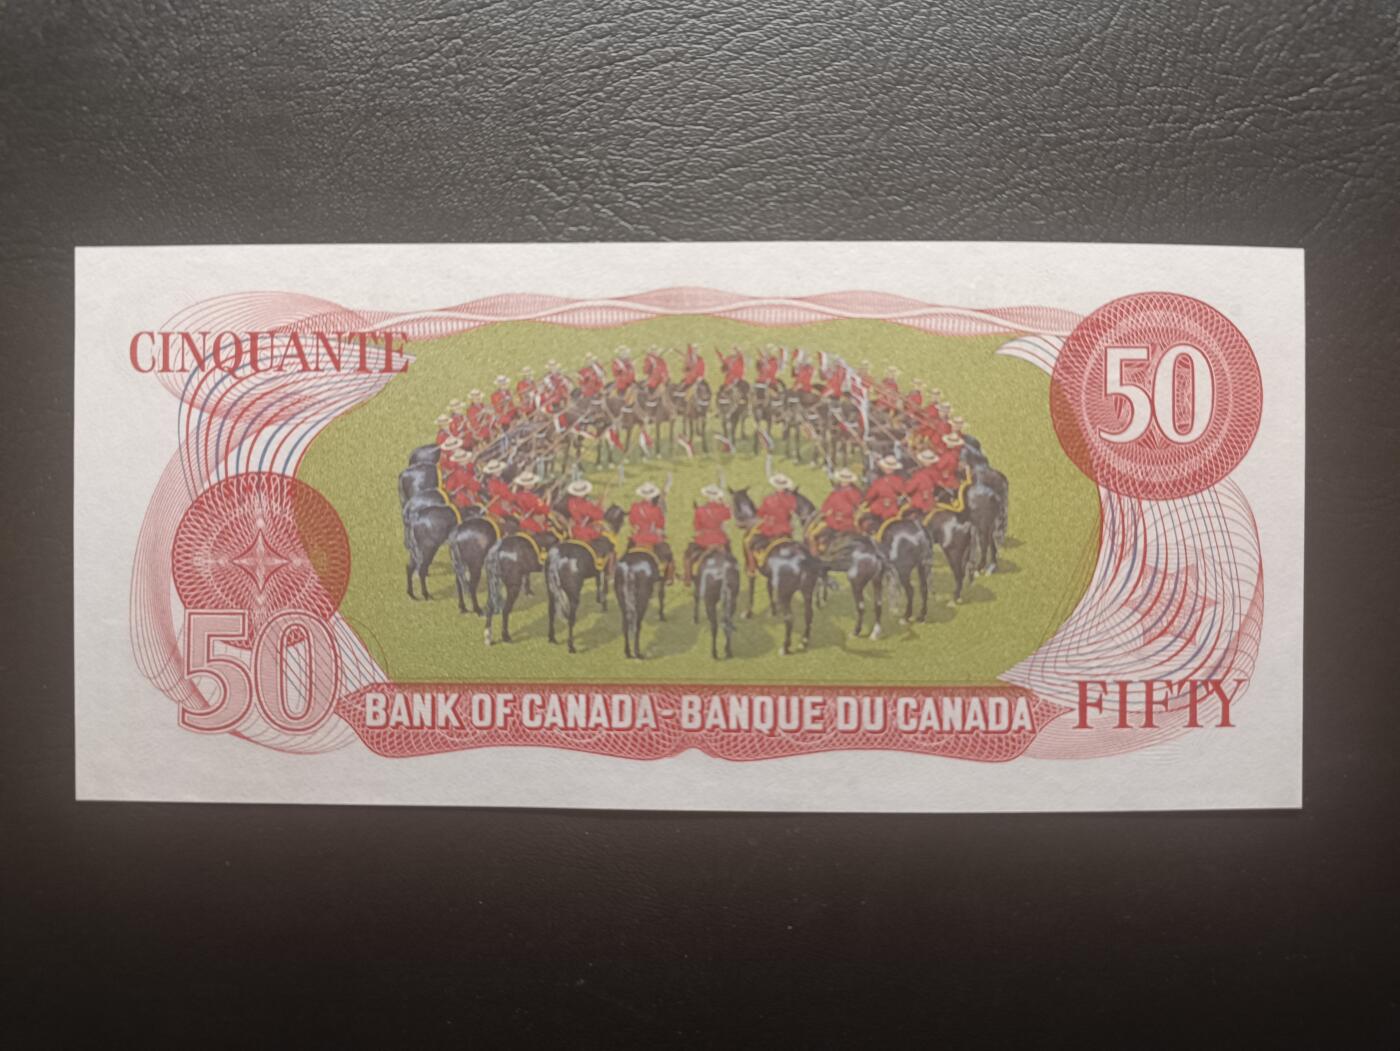 CINQUANTE
50
50
BANK OF CANADA-BANQUE DU CANADA
FIFTY